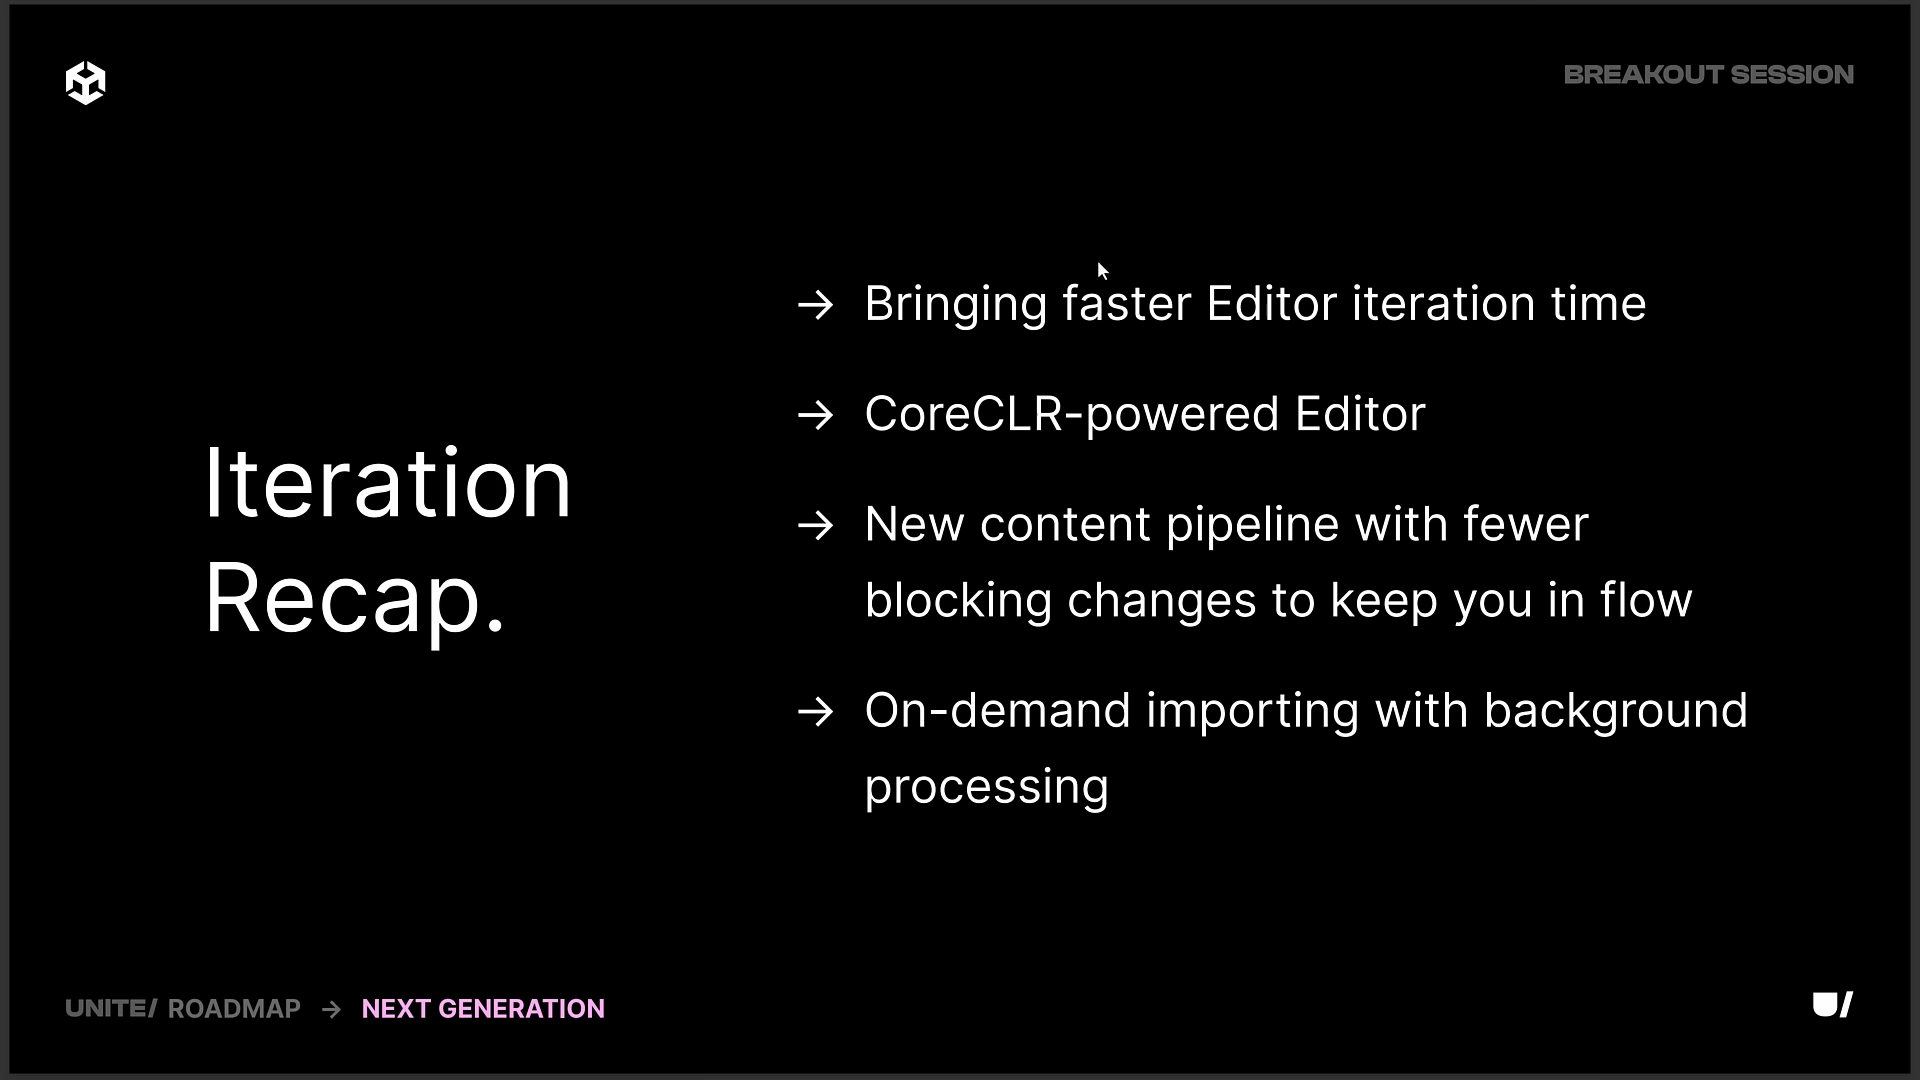 BREAKOUT SESSION
Iteration
Recap.
→ Bringing faster Editor iteration time
→ CoreCLR-powered Editor
→ New content pipeline with fewer
blocking changes to keep you in flow
→ On-demand importing with background
processing
UNITE/ ROADMAP → NEXT GENERATION
U/